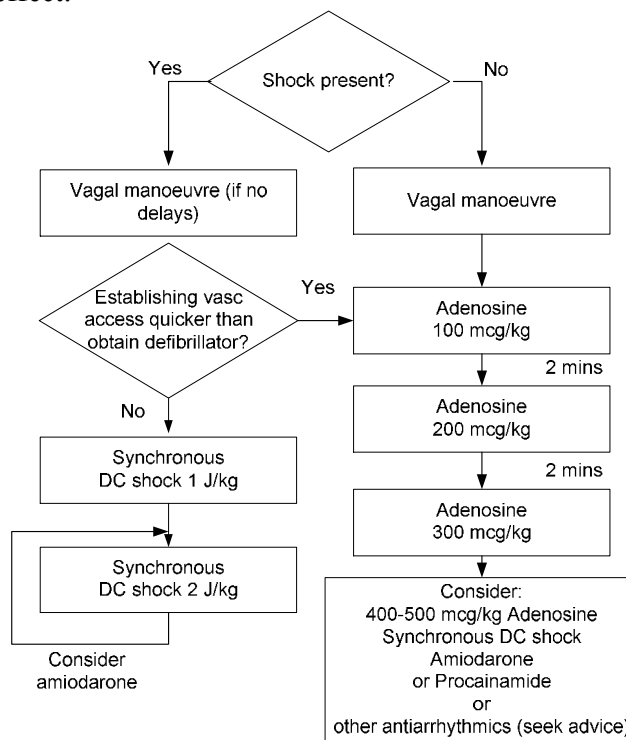 Shock present?
Yes
No
Vagal manoeuvre (if no
delays)
Vagal manoeuvre
Establishing vasc
access quicker than
obtain defibrillator?
Yes
No
Adenosine
100 mcg/kg
2 mins
Adenosine
200 mcg/kg
2 mins
Adenosine
300 mcg/kg
Synchronous
DC shock 1 J/kg
Synchronous
DC shock 2 J/kg
Consider
amiodarone
Consider:
400-500 mcg/kg Adenosine
Synchronous DC shock
Amiodarone
or Procainamide
or
other antiarrhythmics (seek advice)